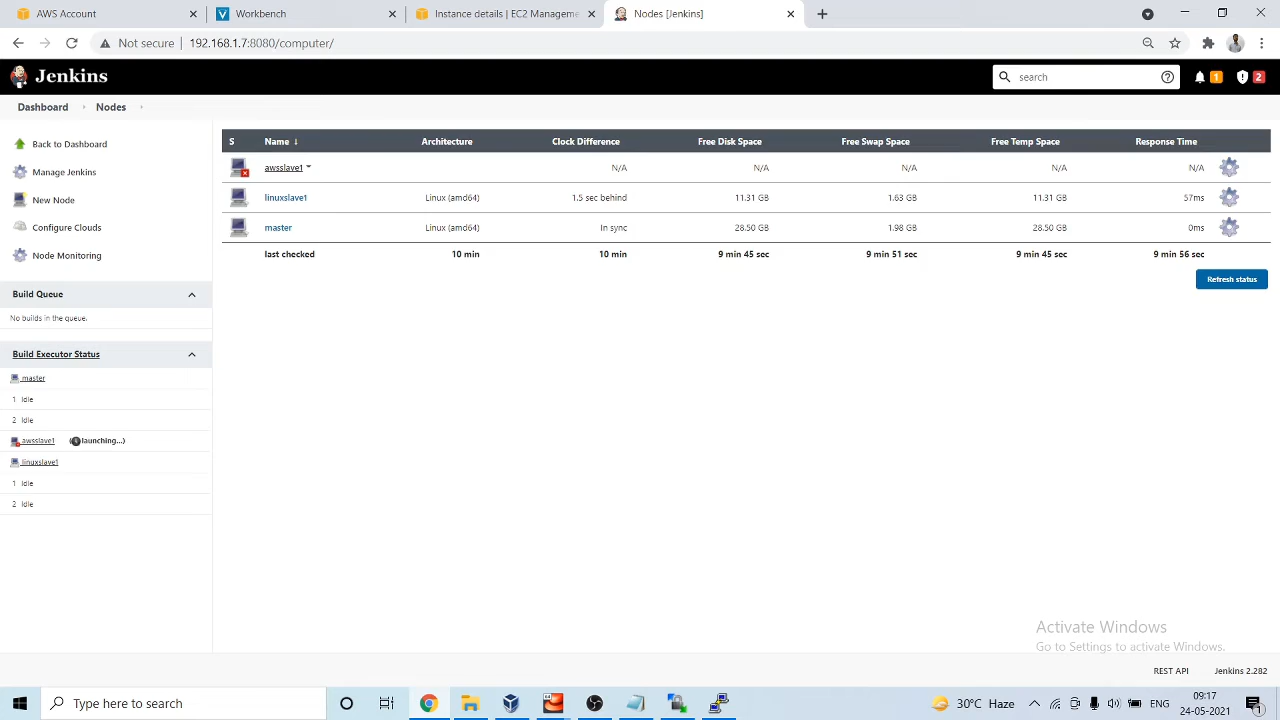 AWS Account
Workbench
Instance details | EC2 Manageme
Nodes [Jenkins]
Not secure | 192.168.1.7:8080/computer/
Jenkins
search
1
2
Dashboard
Nodes
Back to Dashboard
Manage Jenkins
New Node
Configure Clouds
Node Monitoring
Build Queue
No builds in the queue.
Build Executor Status
master
1 Idle
2 Idle
awsslave1 (launching...)
linuxslave1
1 Idle
2 Idle
S Name ↓ Architecture Clock Difference Free Disk Space Free Swap Space Free Temp Space Response Time
awsslave1 N/A N/A N/A N/A N/A
linuxslave1 Linux (amd64) 1.5 sec behind 11.31 GB 1.63 GB 11.31 GB 57ms
master Linux (amd64) In sync 28.50 GB 1.98 GB 28.50 GB 0ms
last checked 10 min 10 min 9 min 45 sec 9 min 51 sec 9 min 45 sec 9 min 56 sec
Refresh status
Activate Windows
Go to Settings to activate Windows.
REST API Jenkins 2.282
Type here to search
30°C Haze
ENG
09:17
24-05-2021